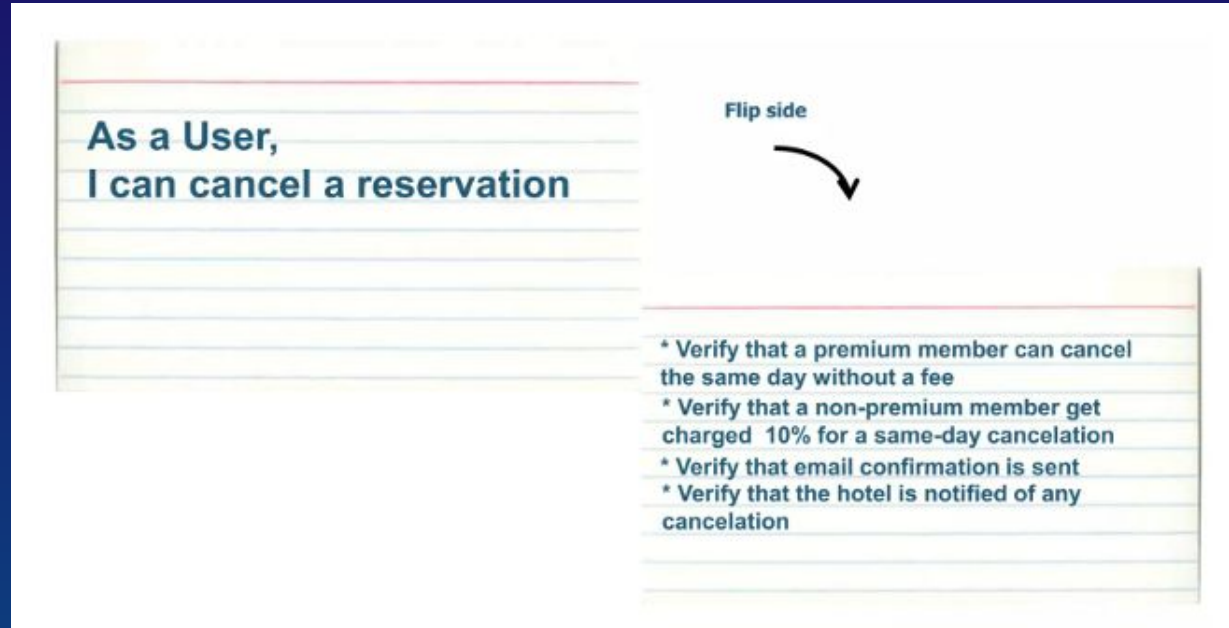 As a User,
I can cancel a reservation
Flip side
* Verify that a premium member can cancel
the same day without a fee
* Verify that a non-premium member get
charged 10% for a same-day cancelation
* Verify that email confirmation is sent
* Verify that the hotel is notified of any
cancelation